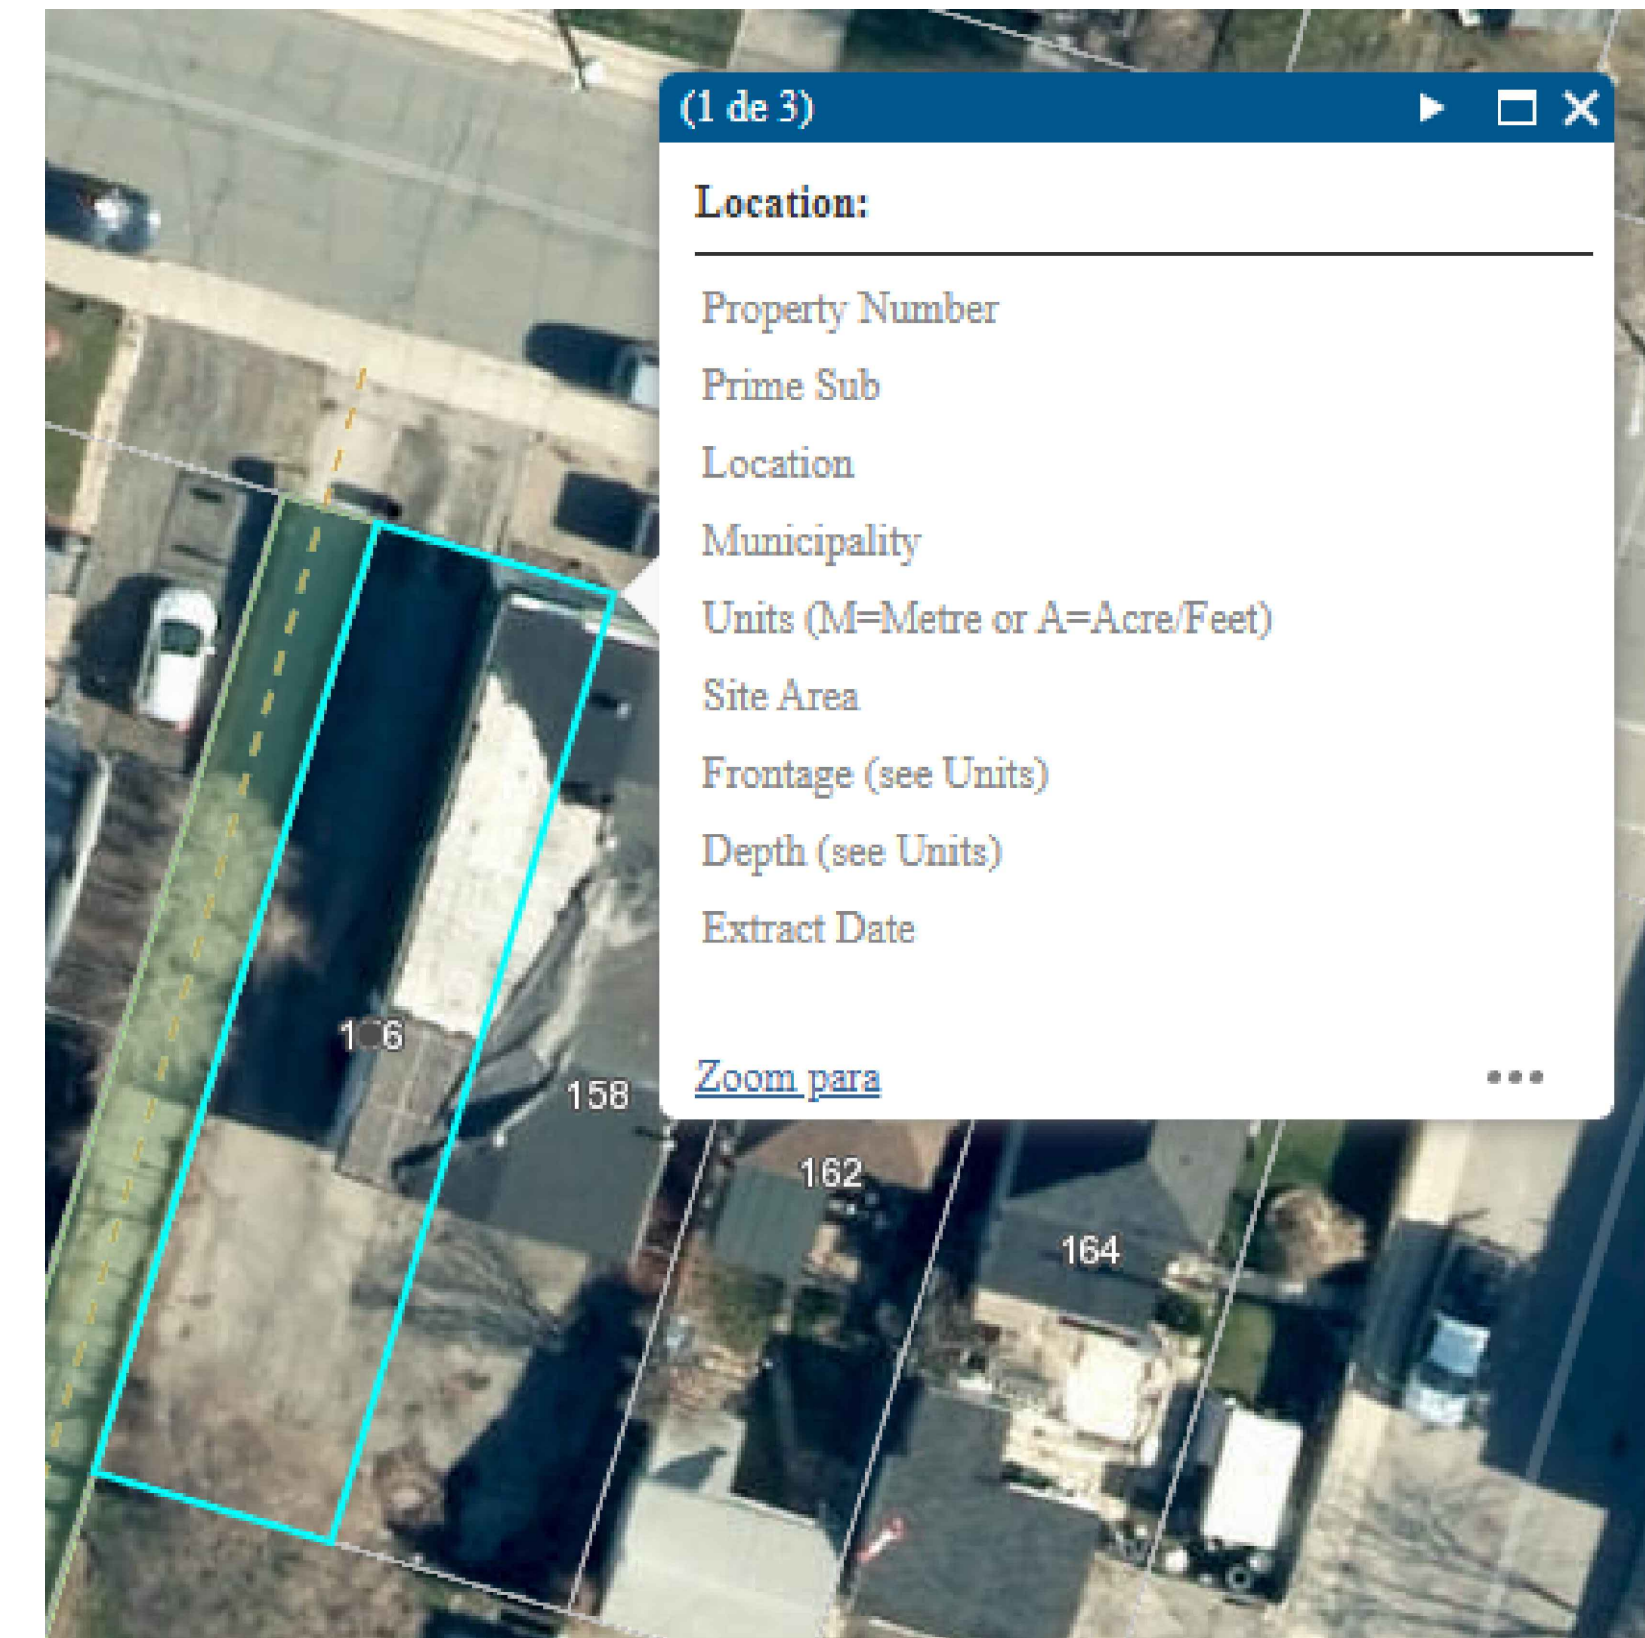 (1 de 3)
Location:
Property Number
Prime Sub
Location
Municipality
Units (M=Metre or A=Acre/Feet)
Site Area
Frontage (see Units)
Depth (see Units)
Extract Date
Zoom para
158
162
164